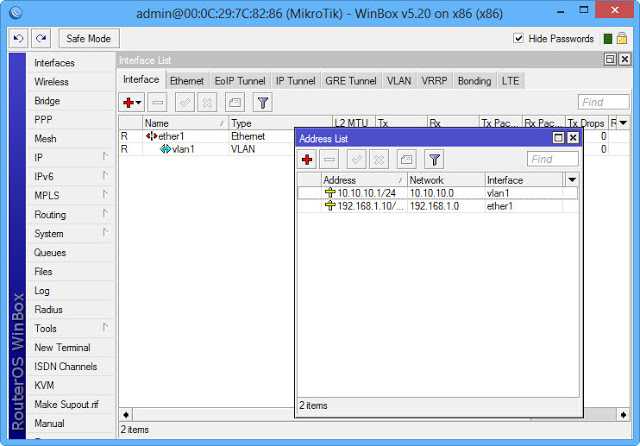 admin@00:0C:29:7C:82:86 (MikroTik) - WinBox v5.20 on x86 (x86)
Safe Mode
Hide Passwords
RouterOS WinBox
Interfaces
Wireless
Bridge
PPP
Mesh
IP
IPv6
MPLS
Routing
System
Queues
Files
Log
Radius
Tools
New Terminal
ISDN Channels
KVM
Make Supout.rif
Manual
Interface List
Interface Ethernet EoIP Tunnel IP Tunnel GRE Tunnel VLAN VRRP Bonding LTE
Find
Name Type L2 MTU Tx Rx Tx Pac... Rx Pac... Tx Drops R
R ether1 Ethernet 0
R vlan1 VLAN 0
2 items
Address List
Find
Address Network Interface
10.10.10.1/24 10.10.10.0 vlan1
192.168.1.10/... 192.168.1.0 ether1
2 items